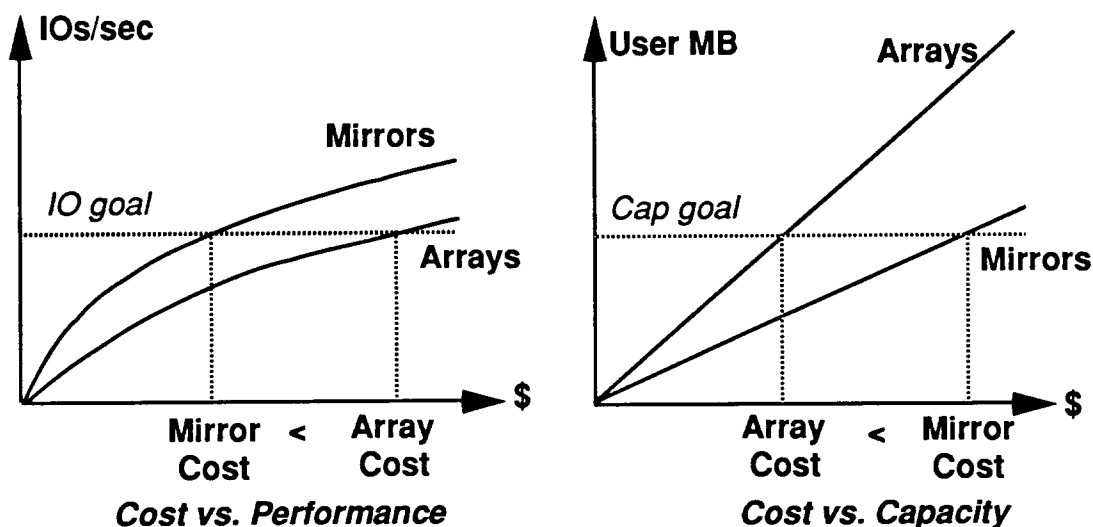 IOs/sec
Mirrors
IO goal
Arrays
$
Mirror < Array
Cost Cost
Cost vs. Performance
User MB
Arrays
Cap goal
Mirrors
$
Array < Mirror
Cost Cost
Cost vs. Capacity